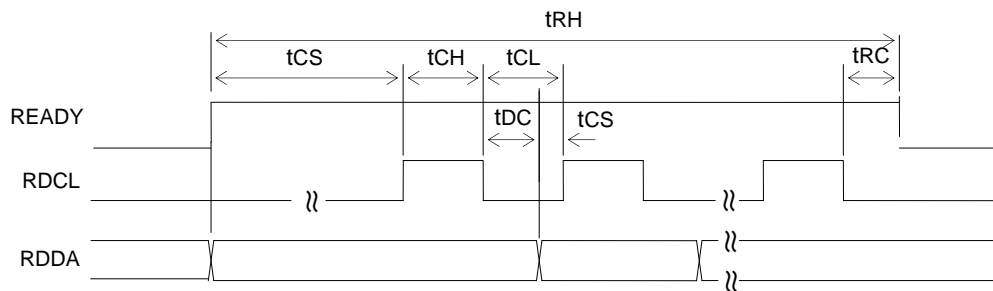 tRH
tCS tCH tCL tRC
READY
tDC tCS
RDCL
RDDA